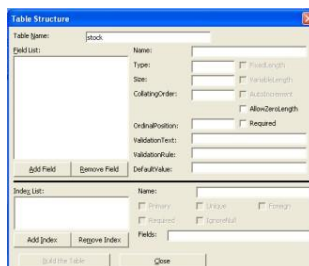 Table Structure
Table Name: stock
Field List: Name:
Type: FixedLength
Size: VariableLength
CollatingOrder: AutoIncrement
AllowZeroLength
OrdinalPosition: Required
ValidationText:
ValidationRule:
Add Field Remove Field DefaultValue:
Index List: Name:
Primary Unique Foreign
Required IgnoreNull
Add Index Remove Index Fields:
Build the Table Close